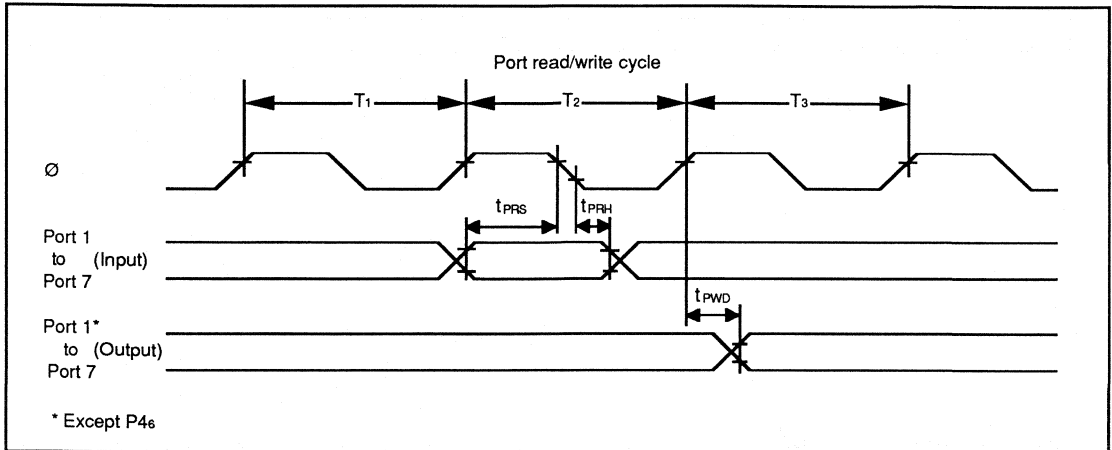 Port read/write cycle
T1 T2 T3
Ø
tPRS tPRH
Port 1
to (Input)
Port 7
tPWD
Port 1*
to (Output)
Port 7
* Except P46